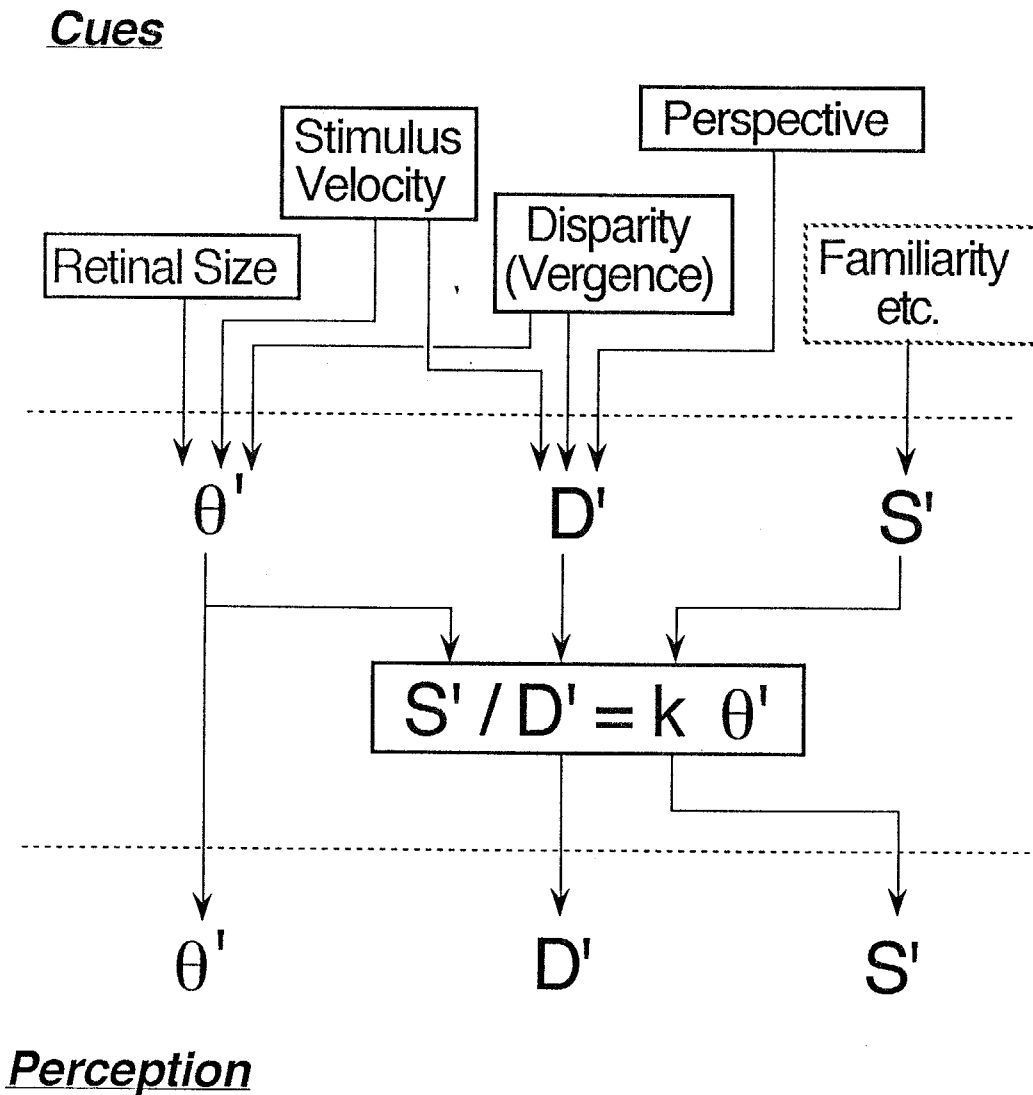 Cues
Perspective
Stimulus
Velocity
Disparity
(Vergence)
Retinal Size
Familiarity
etc.
θ'
D'
S'
S' / D' = k θ'
θ'
D'
S'
Perception